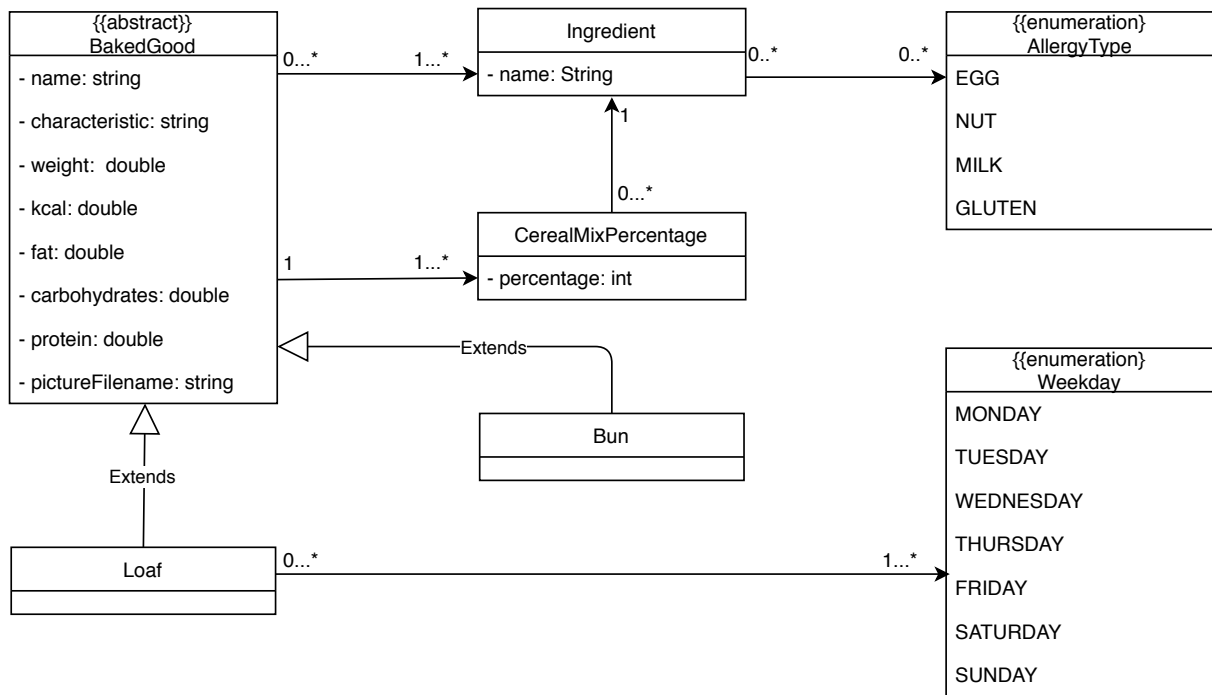 {{abstract}}
BakedGood
- name: string
- characteristic: string
- weight:  double
- kcal: double
- fat: double
- carbohydrates: double
- protein: double
- pictureFilename: string
0...*
1...*
Ingredient
- name: String
0..*
0..*
{{enumeration}
AllergyType
EGG
NUT
MILK
GLUTEN
1
0...*
CerealMixPercentage
- percentage: int
1
1...*
Extends
Bun
Extends
Loaf
0...*
1...*
{{enumeration}
Weekday
MONDAY
TUESDAY
WEDNESDAY
THURSDAY
FRIDAY
SATURDAY
SUNDAY